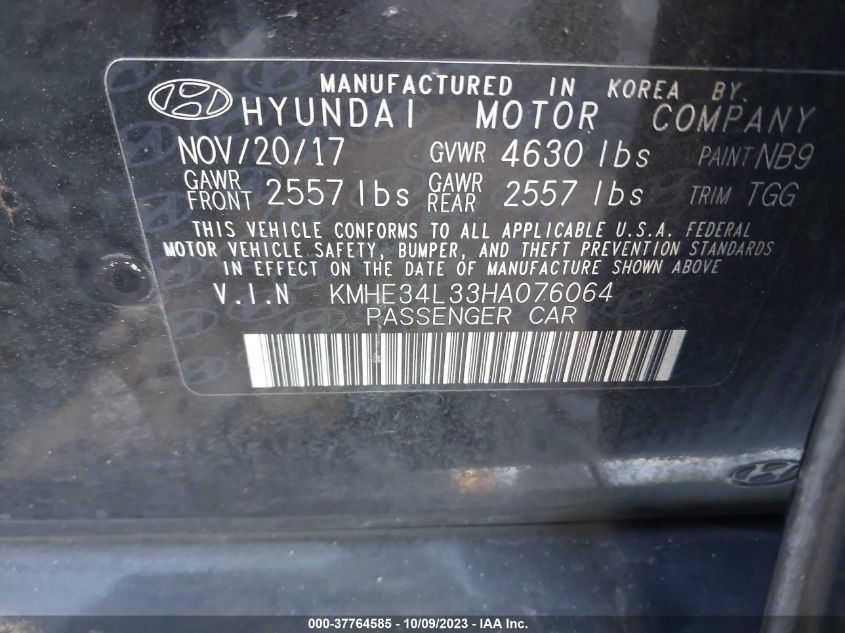 MANUFACTURED IN KOREA BY.
HYUNDAI MOTOR COMPANY
NOV/20/17 GVWR 4630 lbs PAINT NB9
GAWR FRONT 2557 lbs GAWR REAR 2557 lbs TRIM TGG
THIS VEHICLE CONFORMS TO ALL APPLICABLE U.S.A. FEDERAL
MOTOR VEHICLE SAFETY, BUMPER, AND THEFT PREVENTION STANDARDS
IN EFFECT ON THE DATE OF MANUFACTURE SHOWN ABOVE
V.I.N KMHE34L33HA076064
PASSENGER CAR
000-37764585 - 10/09/2023 - IAA Inc.